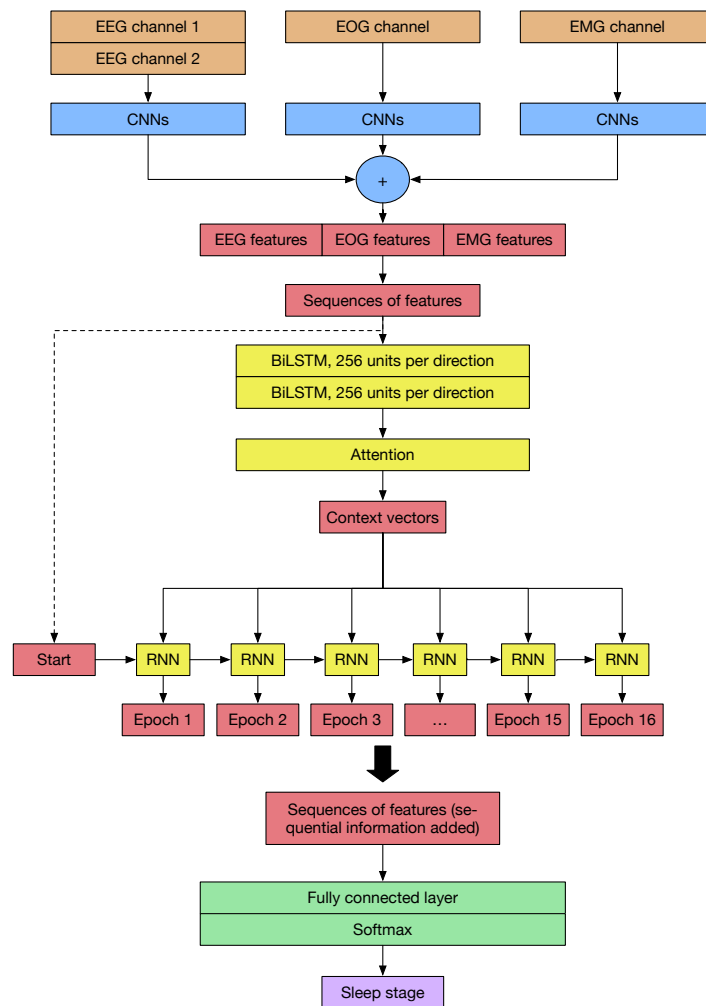 EEG channel 1
EEG channel 2
EOG channel
EMG channel
CNNs
CNNs
CNNs
+
EEG features
EOG features
EMG features
Sequences of features
BiLSTM, 256 units per direction
BiLSTM, 256 units per direction
Attention
Context vectors
Start
RNN
RNN
RNN
RNN
RNN
RNN
Epoch 1
Epoch 2
Epoch 3
...
Epoch 15
Epoch 16
Sequences of features (se-
quential information added)
Fully connected layer
Softmax
Sleep stage